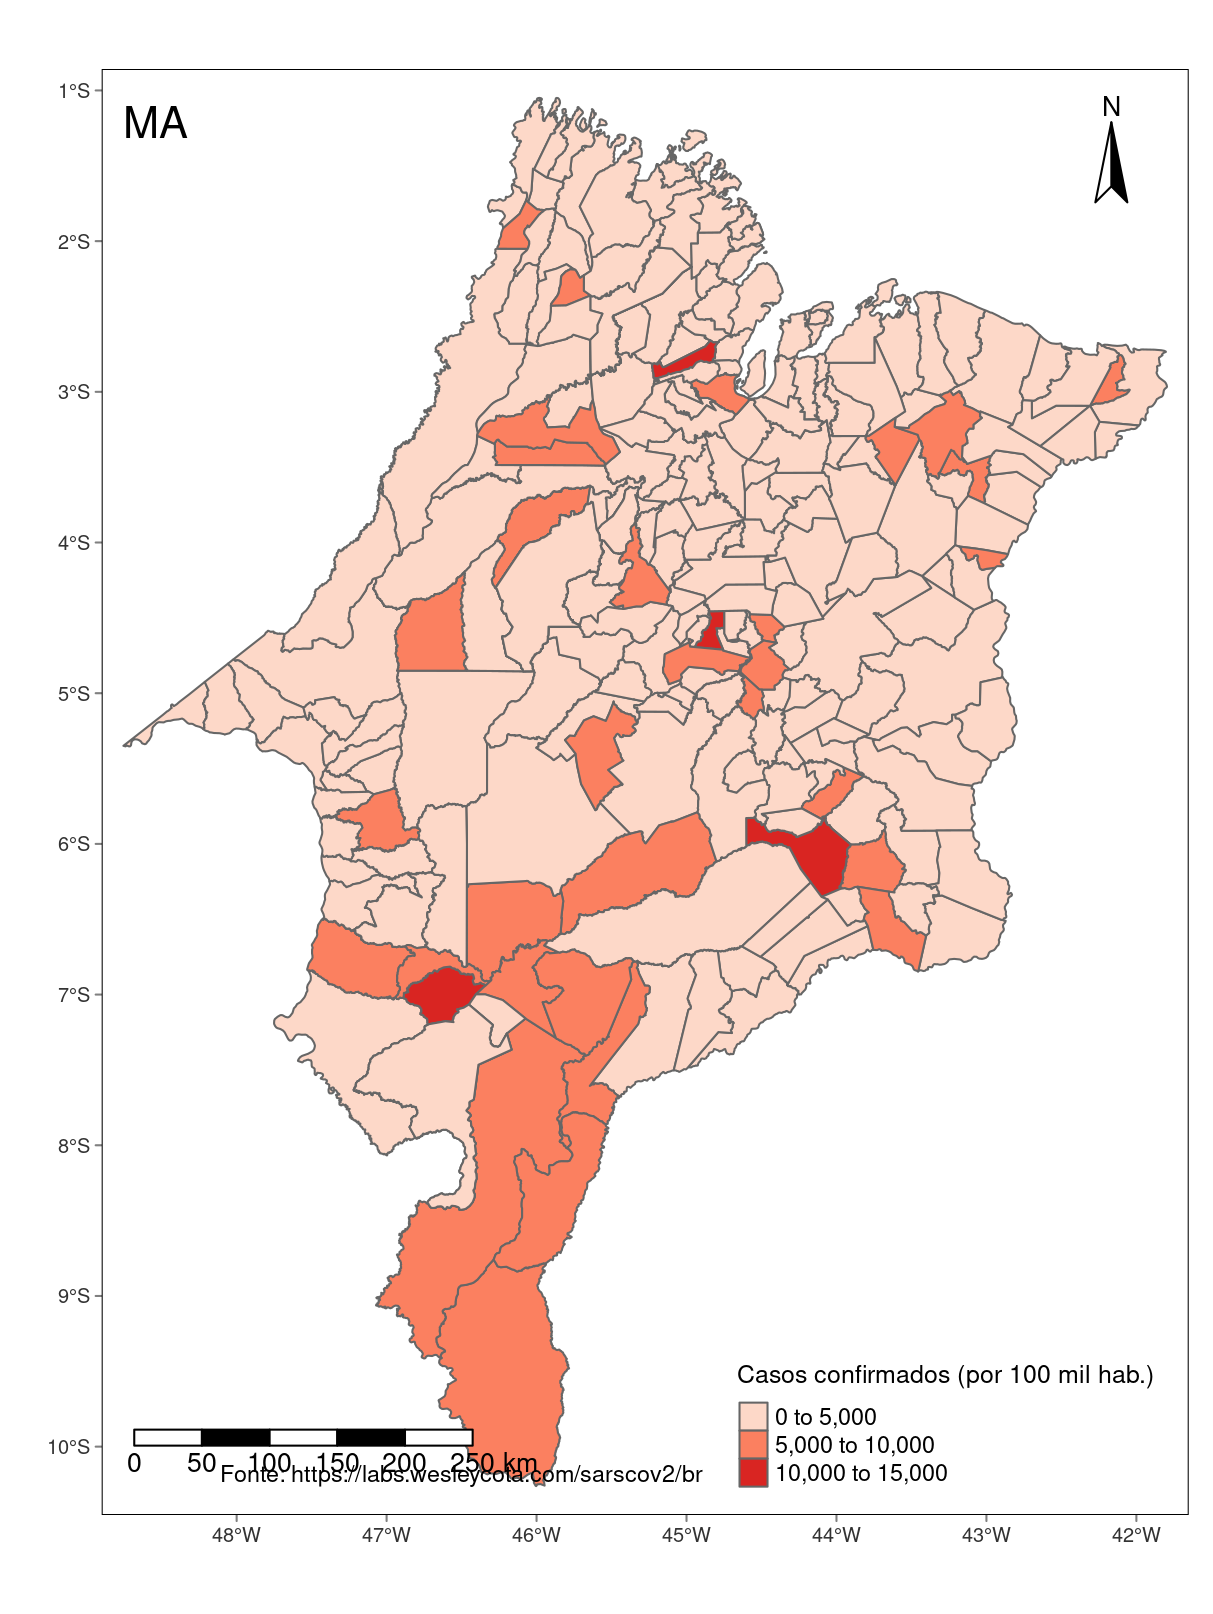 MA
N
1°S
2°S
3°S
4°S
5°S
6°S
7°S
8°S
9°S
10°S
Casos confirmados (por 100 mil hab.)
0 to 5,000
5,000 to 10,000
10,000 to 15,000
0 50 100 150 200 250 km
Fonte: https://labs.wesleycota.com/sarscov2/br
48°W 47°W 46°W 45°W 44°W 43°W 42°W